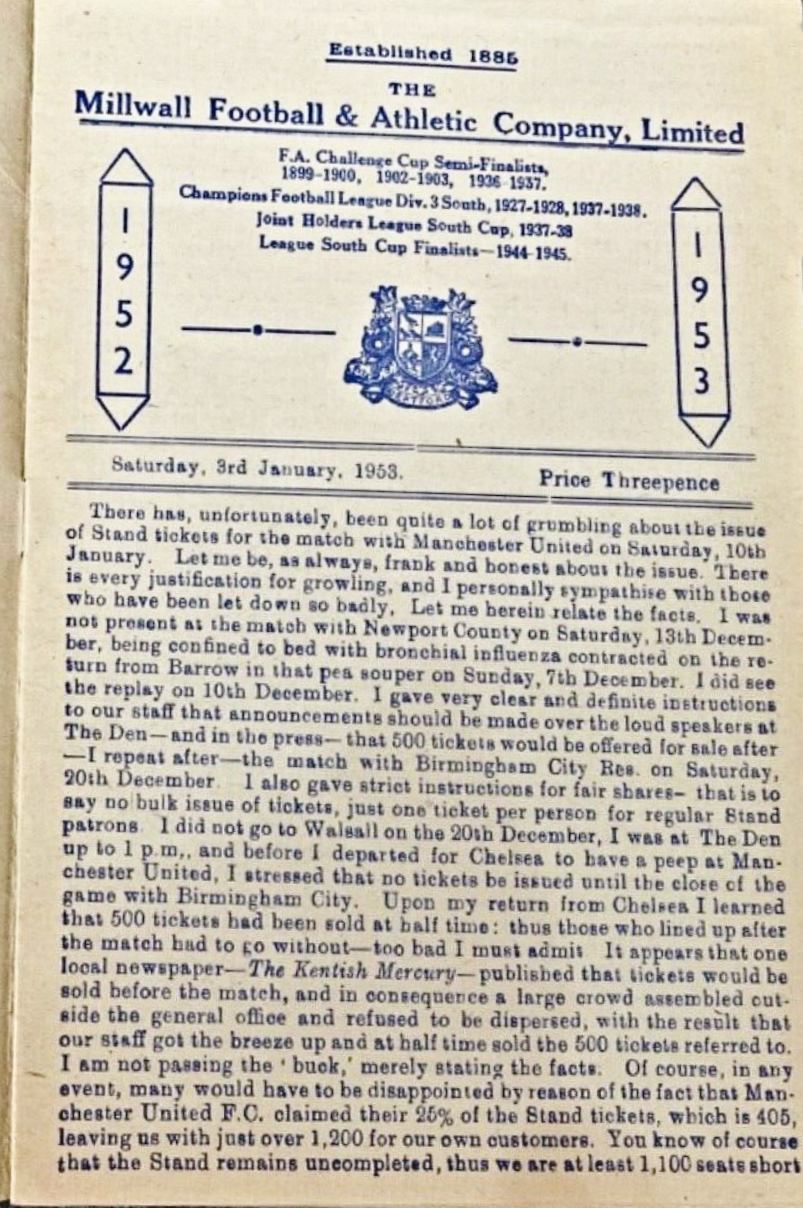 Established 1885
THE
Millwall Football & Athletic Company, Limited
F.A. Challenge Cup Semi-Finalists,
1899-1900, 1902-1903, 1936-1937.
Champions Football League Div. 3 South, 1927-1928, 1937-1938.
Joint Holders League South Cup, 1937-38
League South Cup Finalists—1944-1945.
1952
1953
Saturday, 3rd January, 1953.
Price Threepence
There has, unfortunately, been quite a lot of grumbling about the issue
of Stand tickets for the match with Manchester United on Saturday, 10th
January. Let me be, as always, frank and honest about the issue. There
is every justification for growling, and I personally sympathise with those
who have been let down so badly. Let me herein relate the facts. I was
not present at the match with Newport County on Saturday, 13th Decem-
ber, being confined to bed with bronchial influenza contracted on the re-
turn from Barrow in that pea souper on Sunday, 7th December. I did see
the replay on 10th December. I gave very clear and definite instructions
to our staff that announcements should be made over the loud speakers at
The Den—and in the press—that 500 tickets would be offered for sale after
—I repeat after—the match with Birmingham City Res. on Saturday,
20th December. I also gave strict instructions for fair shares– that is to
say no bulk issue of tickets, just one ticket per person for regular Stand
patrons. I did not go to Walsall on the 20th December, I was at The Den
up to 1 p.m,, and before I departed for Chelsea to have a peep at Man-
chester United, I stressed that no tickets be issued until the close of the
game with Birmingham City. Upon my return from Chelsea I learned
that 500 tickets had been sold at half time: thus those who lined up after
the match had to go without—too bad I must admit It appears that one
local newspaper—The Kentish Mercury—published that tickets would be
sold before the match, and in consequence a large crowd assembled out-
side the general office and refused to be dispersed, with the result that
our staff got the breeze up and at half time sold the 500 tickets referred to.
I am not passing the ‘ buck,’ merely stating the facts. Of course, in any
event, many would have to be disappointed by reason of the fact that Man-
chester United F.C. claimed their 25% of the Stand tickets, which is 405,
leaving us with just over 1,200 for our own customers. You know of course
that the Stand remains uncompleted, thus we are at least 1,100 seats short